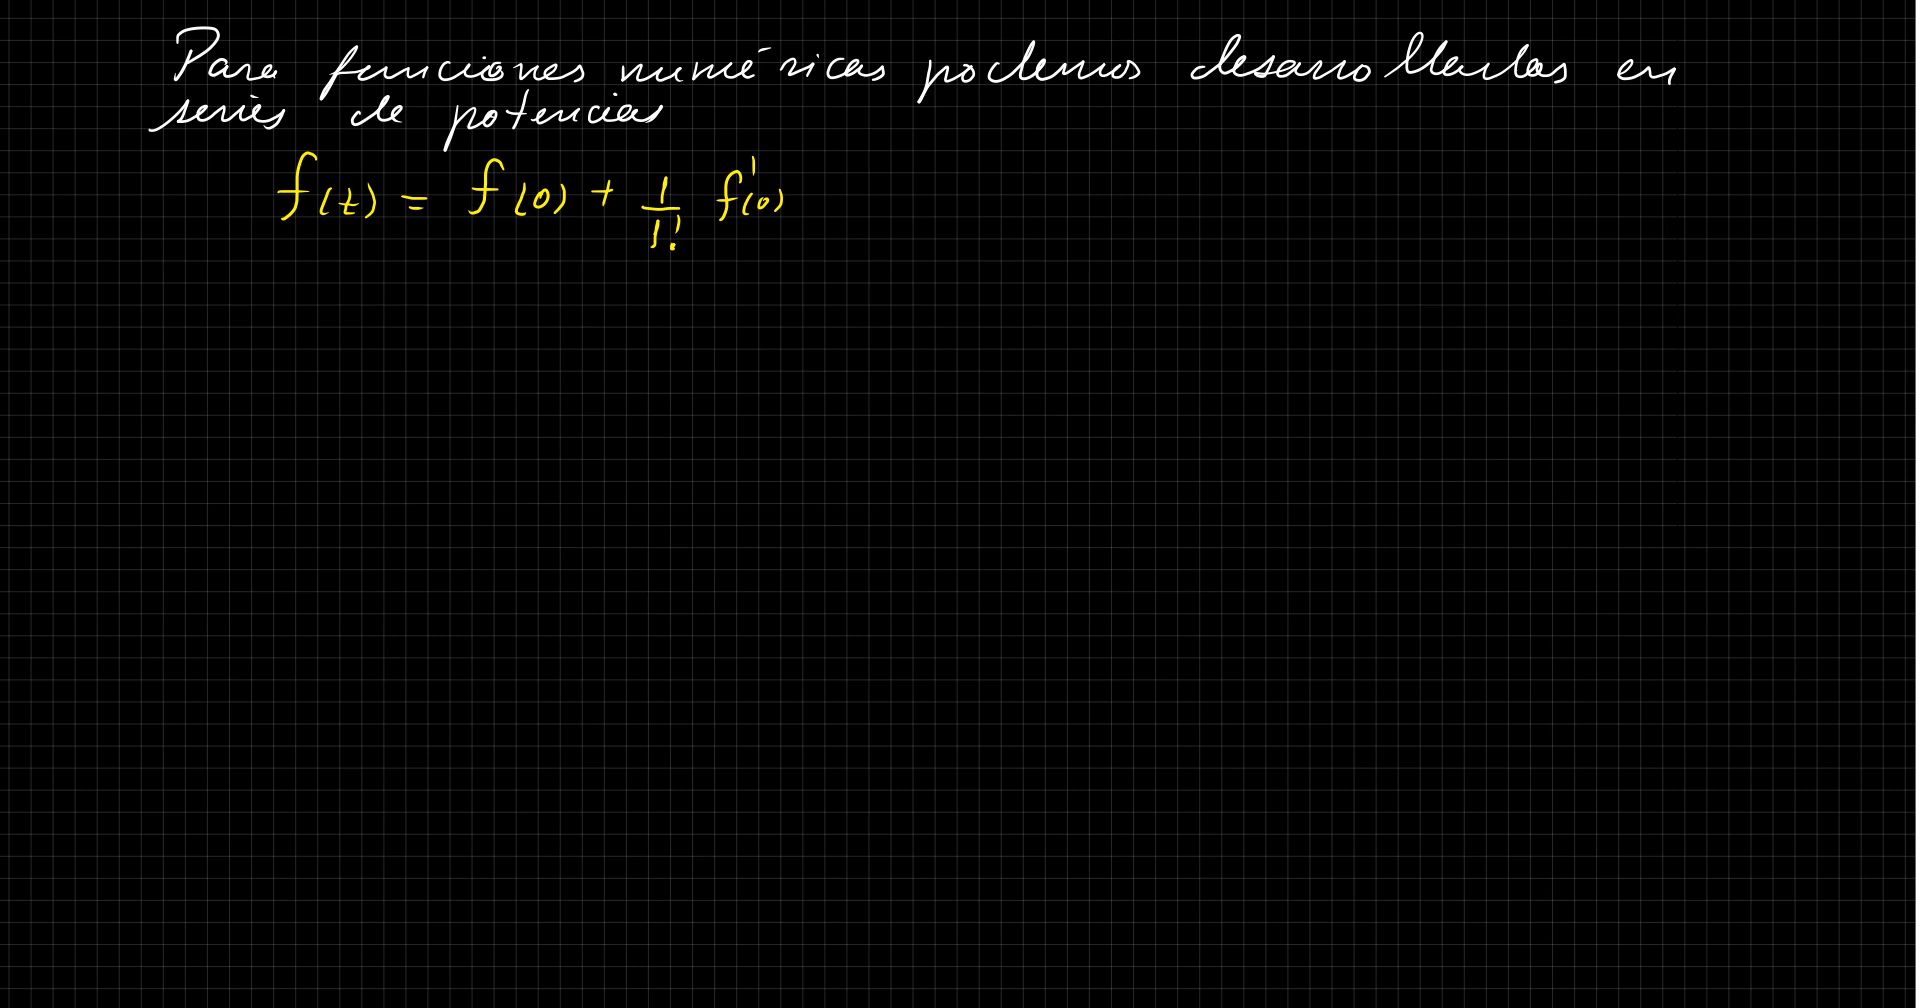 Para funciones numéricas podemos desarrollarlas en
series de potencias
f(t) = f(0) + 1/1! f'(0)